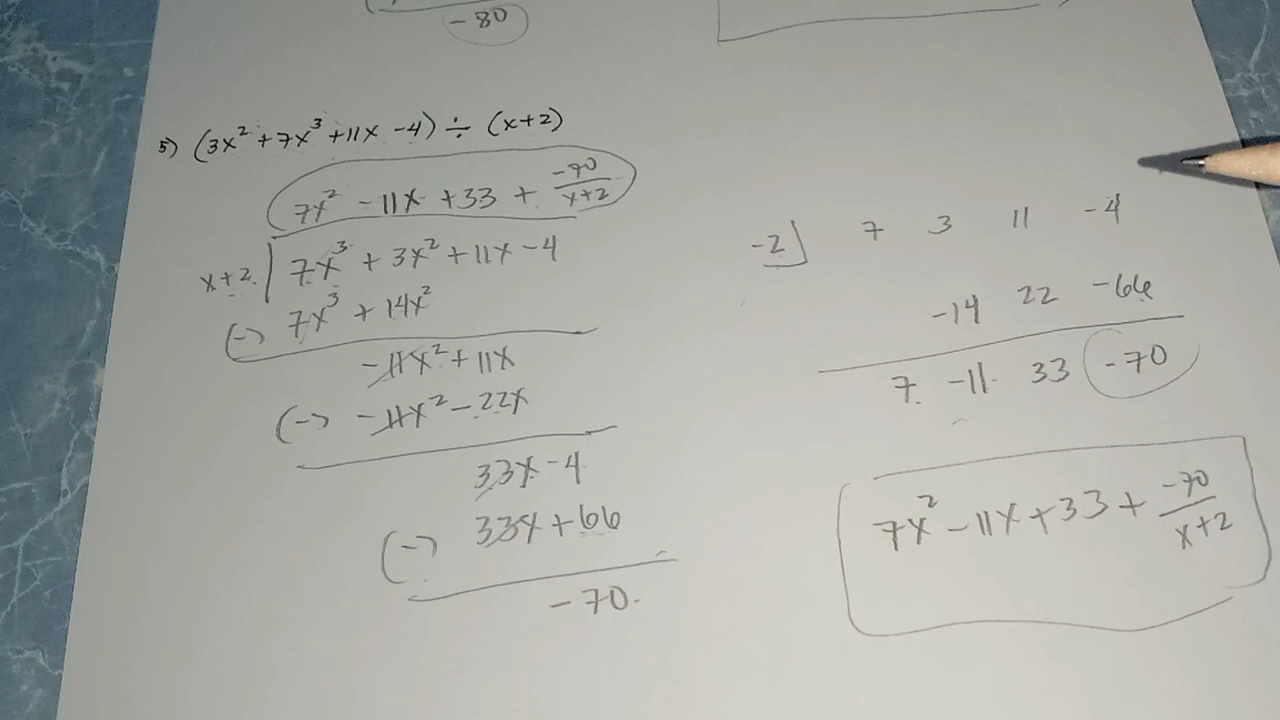 -80
5) (3x² + 7x³ + 11x - 4) ÷ (x+2)
7x² - 11x + 33 + -70/x+2
x+2 7x³ + 3x² + 11x - 4
(-) 7x³ + 14x²
-11x² + 11x
(-) -11x² - 22x
33x - 4
(-) 33x + 66
-70.
-2 7 3 11 -4
-14 22 -66
7 -11 33 -70
7x² - 11x + 33 + -70/x+2